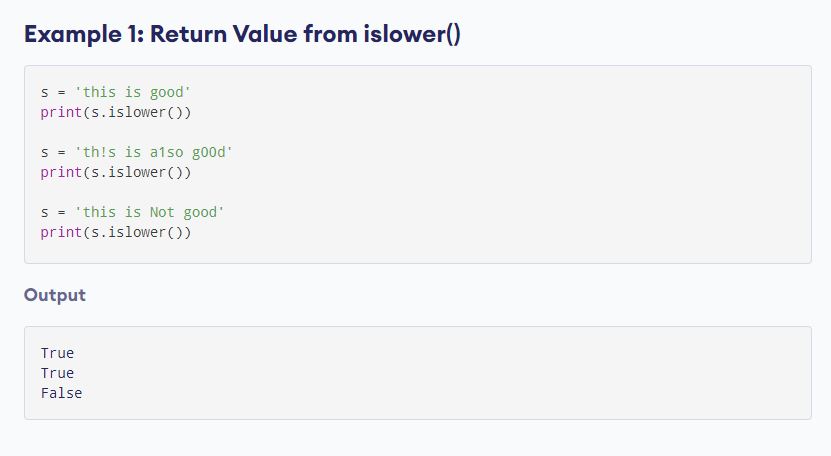 Example 1: Return Value from islower()
s = 'this is good'
print(s.islower())
s = 'th!s is a1so g00d'
print(s.islower())
s = 'this is Not good'
print(s.islower())
Output
True
True
False